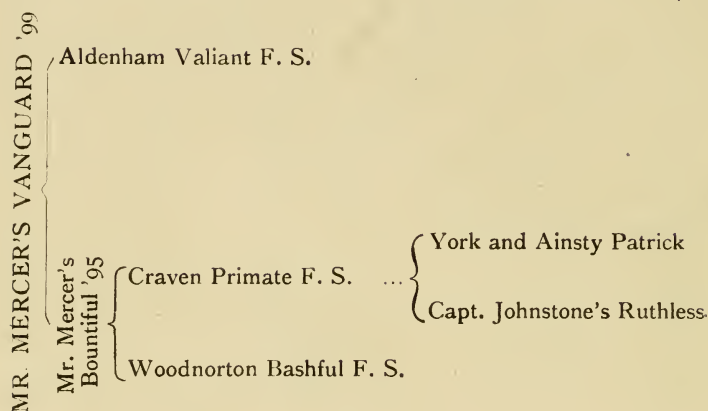 MR. MERCER'S VANGUARD '99
Aldenham Valiant F. S.
Mr. Mercer's
Bountiful '95
Craven Primate F. S. ...
York and Ainsty Patrick
Capt. Johnstone's Ruthless.
Woodnorton Bashful F. S.